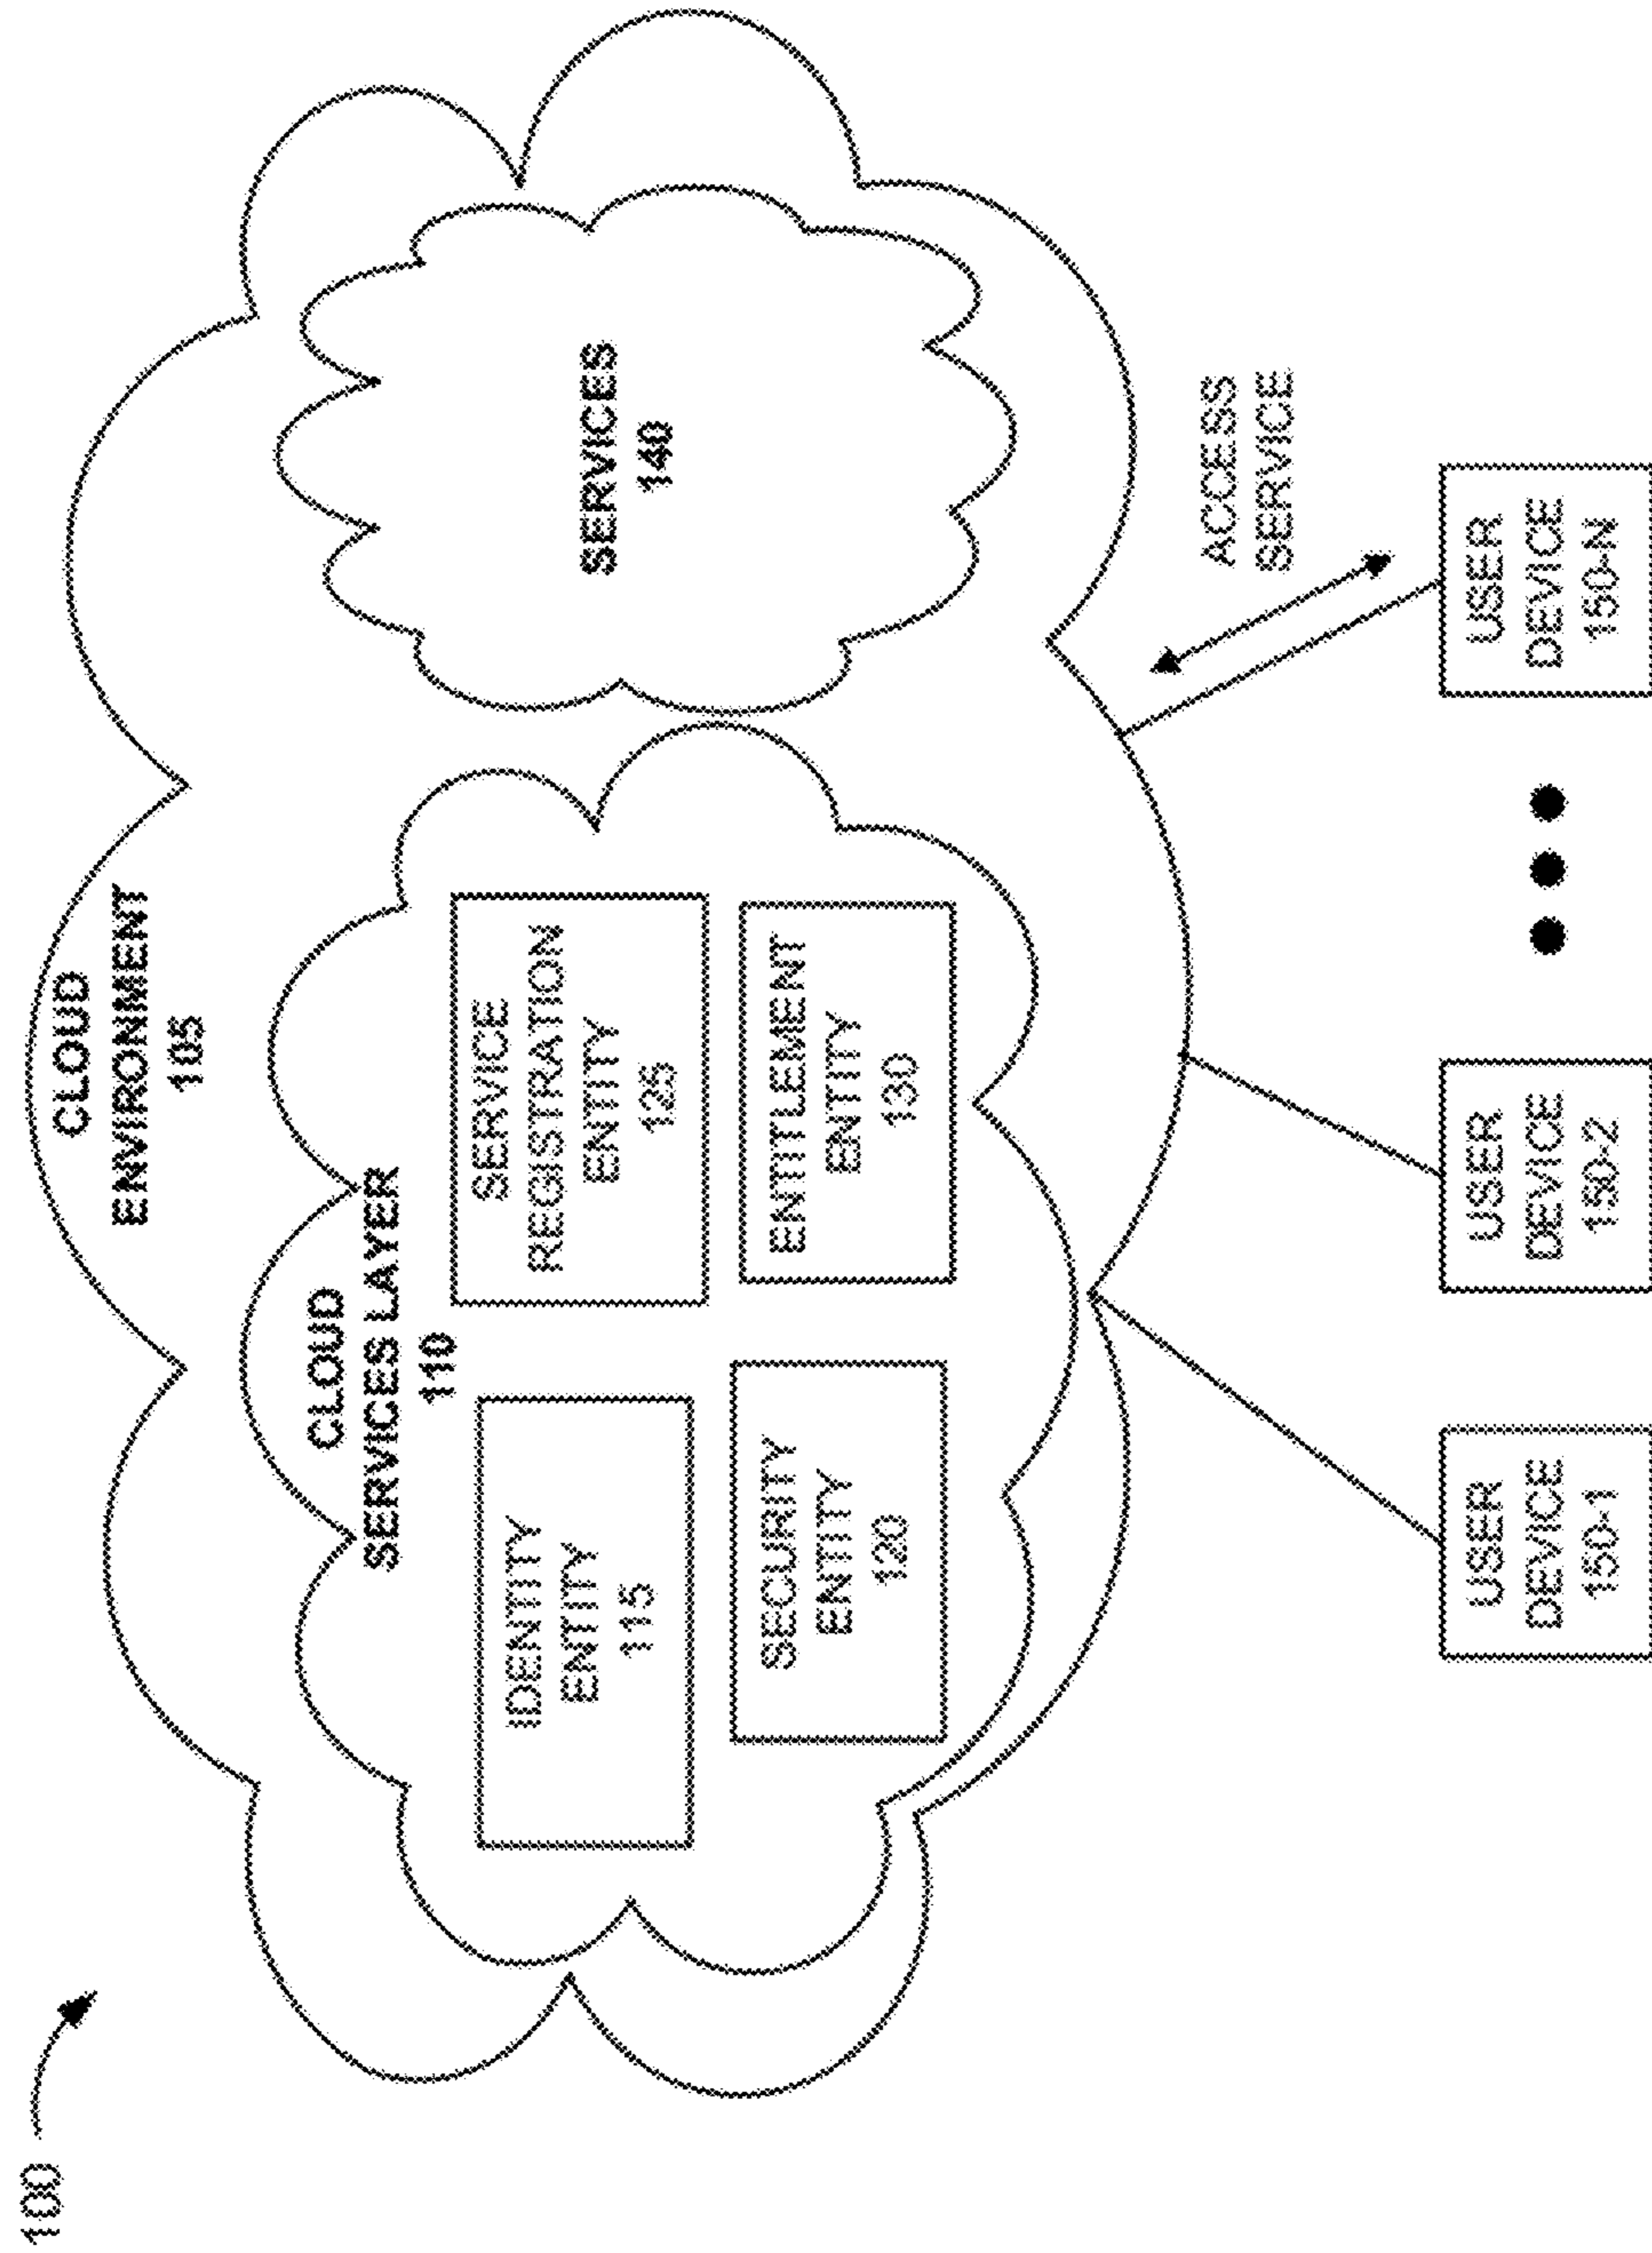 100
CLOUD
ENVIRONMENT
105
CLOUD
SERVICES LAYER
110
IDENTITY
ENTITY
115
SERVICE
REGISTRATION
ENTITY
125
SECURITY
ENTITY
120
ENTITLEMENT
ENTITY
130
SERVICES
140
ACCESS
SERVICE
USER
DEVICE
150-1
USER
DEVICE
150-2
USER
DEVICE
150-N